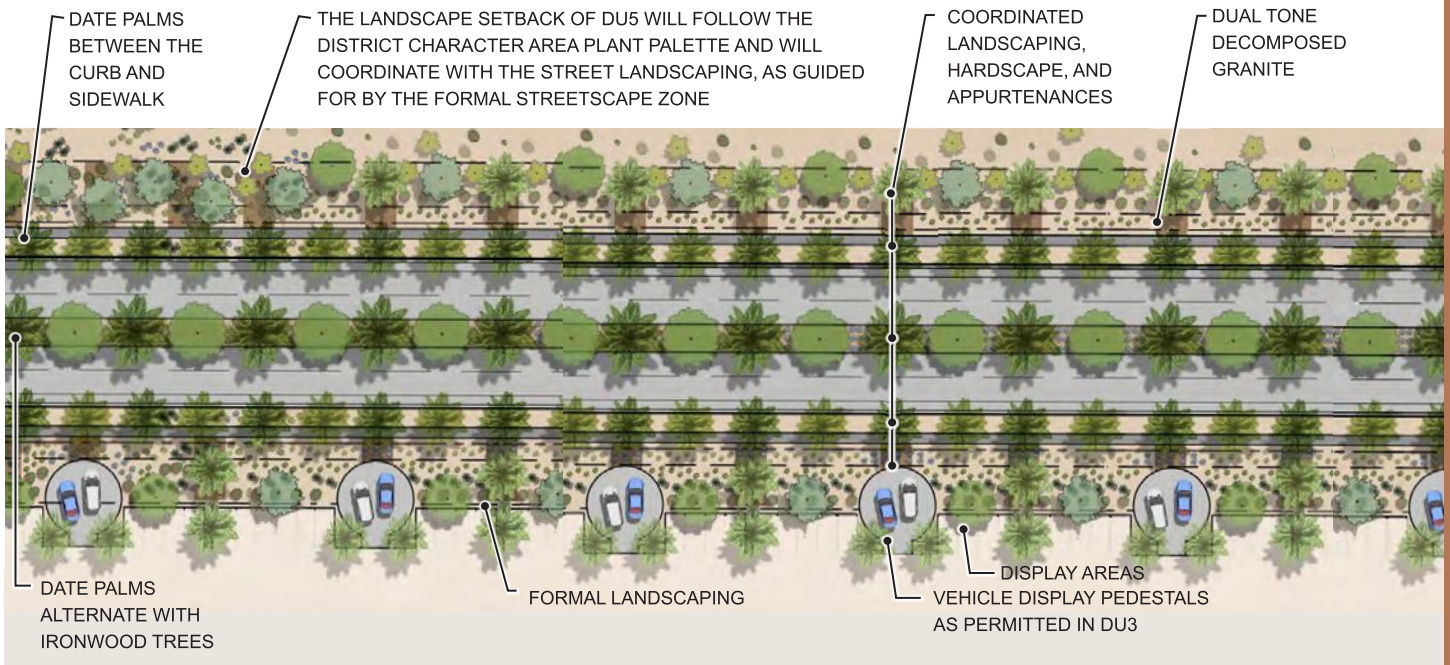 DATE PALMS
BETWEEN THE
CURB AND
SIDEWALK
THE LANDSCAPE SETBACK OF DU5 WILL FOLLOW THE
DISTRICT CHARACTER AREA PLANT PALETTE AND WILL
COORDINATE WITH THE STREET LANDSCAPING, AS GUIDED
FOR BY THE FORMAL STREETSCAPE ZONE
COORDINATED
LANDSCAPING,
HARDSCAPE, AND
APPURTENANCES
DUAL TONE
DECOMPOSED
GRANITE
DATE PALMS
ALTERNATE WITH
IRONWOOD TREES
FORMAL LANDSCAPING
DISPLAY AREAS
VEHICLE DISPLAY PEDESTALS
AS PERMITTED IN DU3